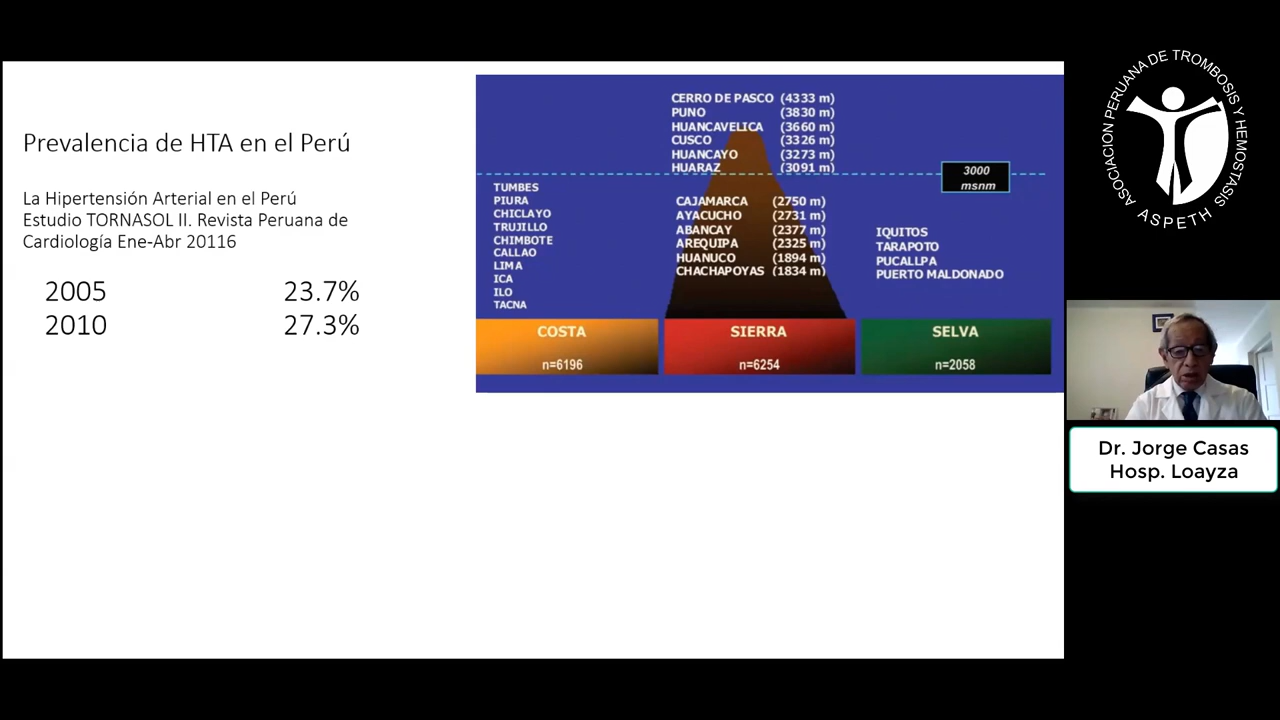 Prevalencia de HTA en el Perú
La Hipertensión Arterial en el Perú
Estudio TORNASOL II. Revista Peruana de
Cardiología Ene-Abr 20116
2005 23.7%
2010 27.3%
CERRO DE PASCO (4333 m)
PUNO (3830 m)
HUANCAVELICA (3660 m)
CUSCO (3326 m)
HUANCAYO (3273 m)
HUARAZ (3091 m)
3000
msnm
TUMBES
PIURA
CHICLAYO
TRUJILLO
CHIMBOTE
CALLAO
LIMA
ICA
ILO
TACNA
CAJAMARCA (2750 m)
AYACUCHO (2731 m)
ABANCAY (2377 m)
AREQUIPA (2325 m)
HUANUCO (1894 m)
CHACHAPOYAS (1834 m)
IQUITOS
TARAPOTO
PUCALLPA
PUERTO MALDONADO
COSTA
n=6196
SIERRA
n=6254
SELVA
n=2058
ASOCIACION PERUANA DE TROMBOSIS Y HEMOSTASIS
ASPETH
Dr. Jorge Casas
Hosp. Loayza